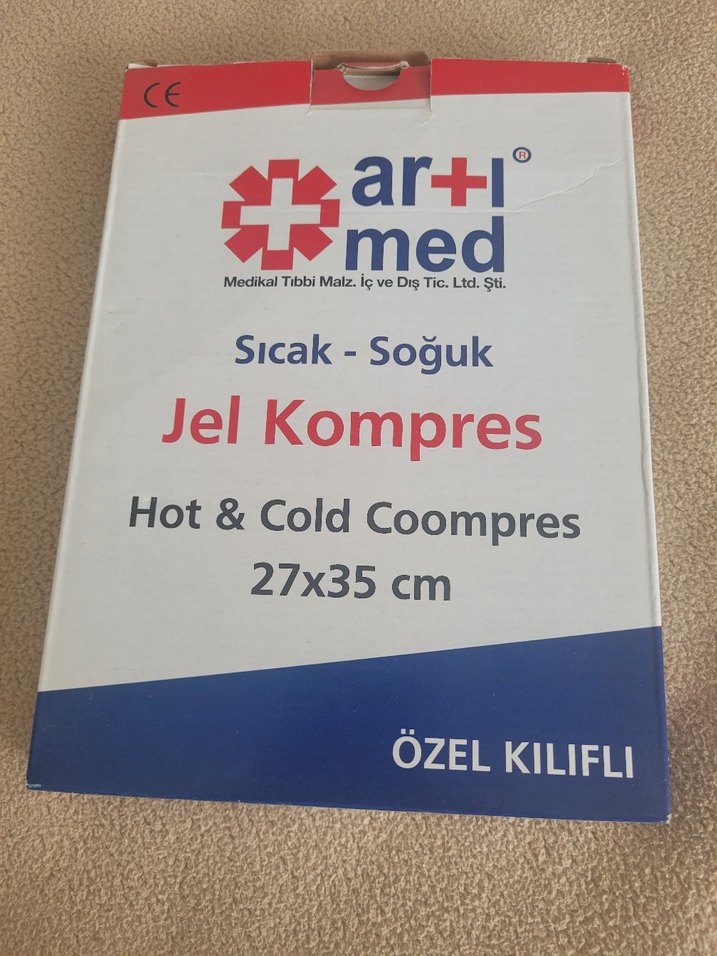 CE
ar+ı®
med
Medikal Tıbbi Malz. İç ve Dış Tic. Ltd. Şti.
Sıcak - Soğuk
Jel Kompres
Hot & Cold Coompres
27x35 cm
ÖZEL KILIFLI